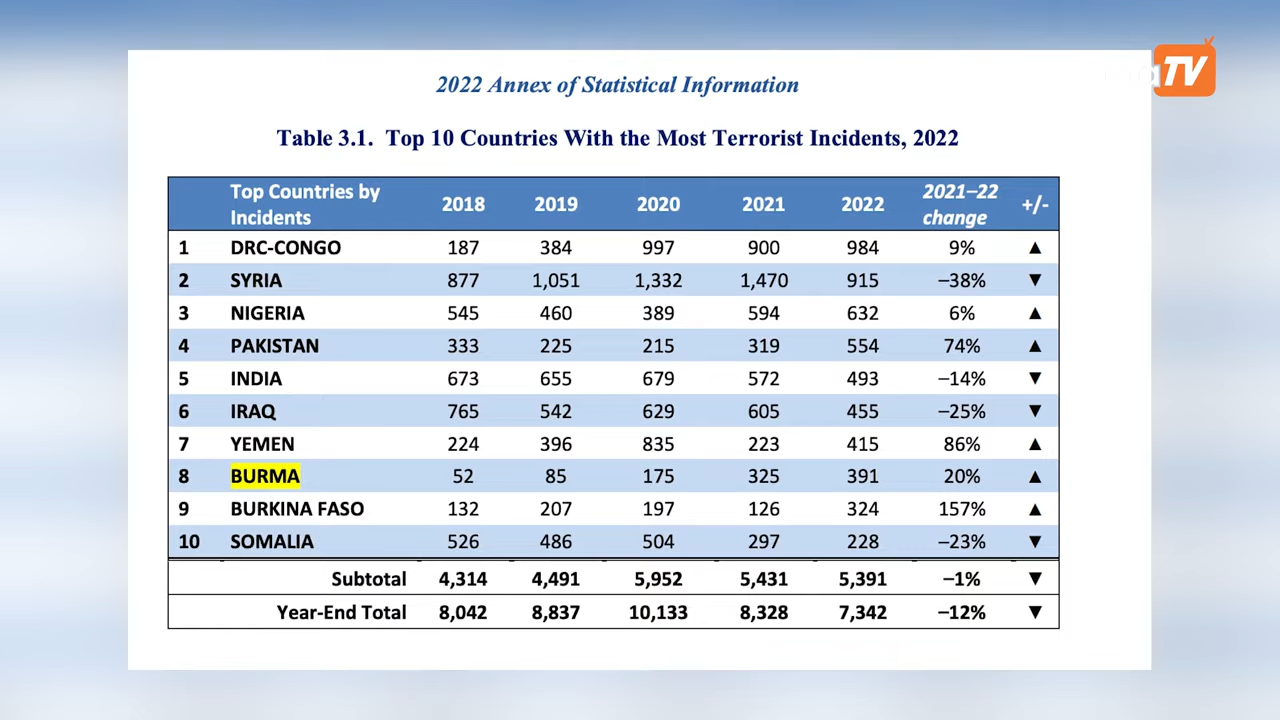 2022 Annex of Statistical Information
TV
Table 3.1. Top 10 Countries With the Most Terrorist Incidents, 2022
Top Countries by Incidents 2018 2019 2020 2021 2022 2021–22 change +/-
1 DRC-CONGO 187 384 997 900 984 9% ▲
2 SYRIA 877 1,051 1,332 1,470 915 –38% ▼
3 NIGERIA 545 460 389 594 632 6% ▲
4 PAKISTAN 333 225 215 319 554 74% ▲
5 INDIA 673 655 679 572 493 –14% ▼
6 IRAQ 765 542 629 605 455 –25% ▼
7 YEMEN 224 396 835 223 415 86% ▲
8 BURMA 52 85 175 325 391 20% ▲
9 BURKINA FASO 132 207 197 126 324 157% ▲
10 SOMALIA 526 486 504 297 228 –23% ▼
Subtotal 4,314 4,491 5,952 5,431 5,391 –1% ▼
Year-End Total 8,042 8,837 10,133 8,328 7,342 –12% ▼